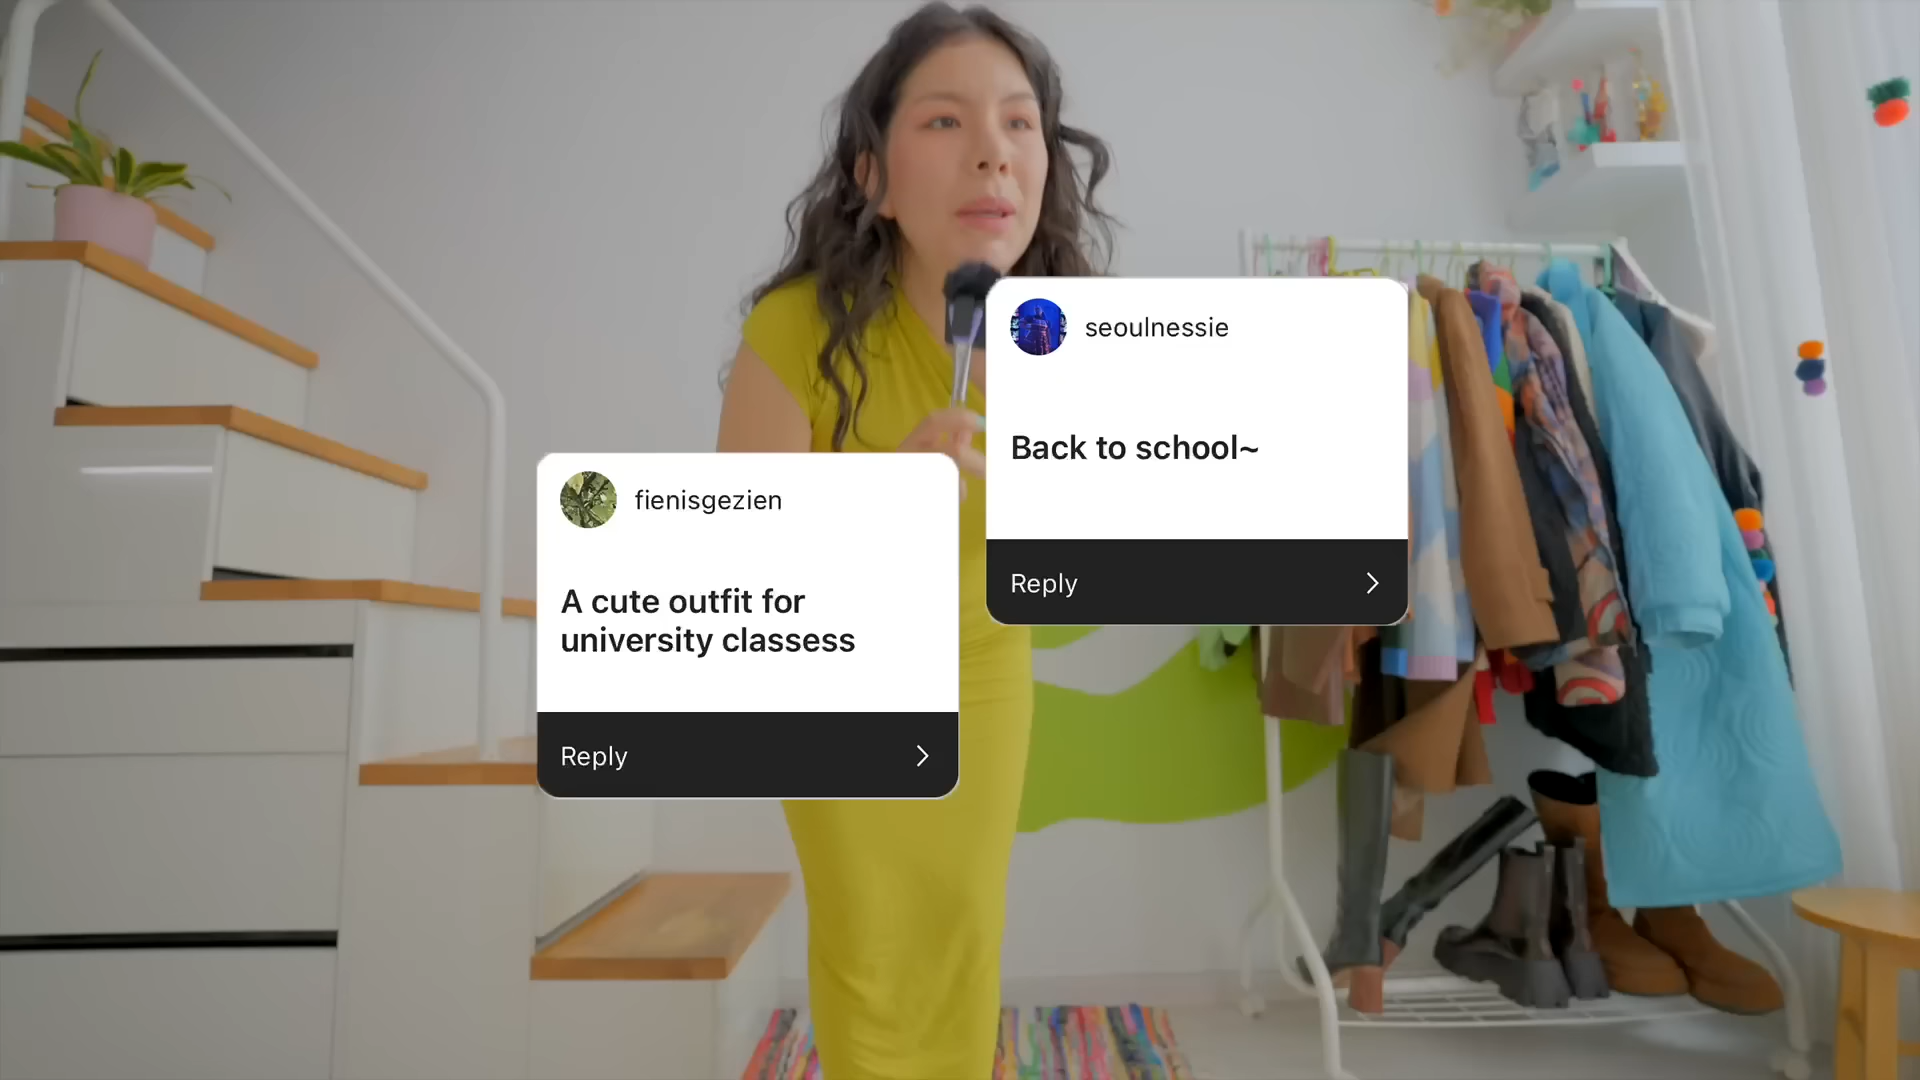 seoulnessie
Back to school~
Reply
fienisgezien
A cute outfit for
university classess
Reply